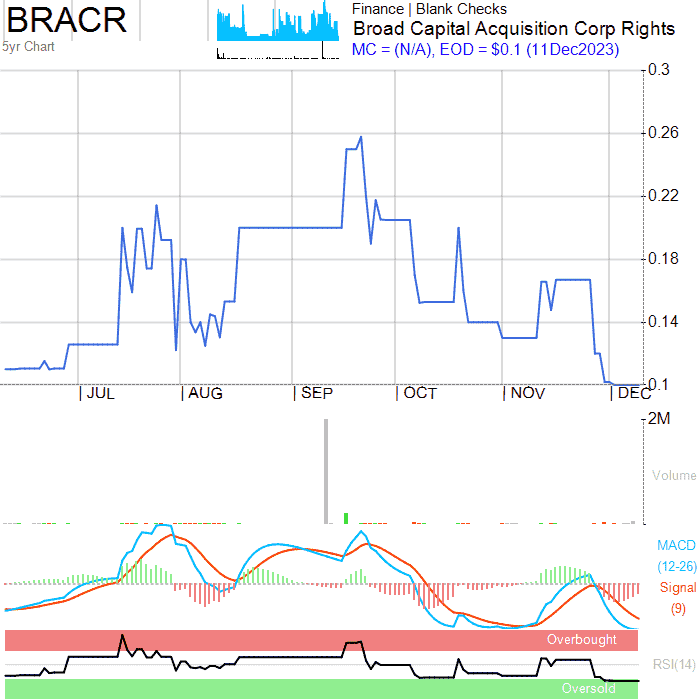 BRACR
5yr Chart
Finance | Blank Checks
Broad Capital Acquisition Corp Rights
MC = (N/A), EOD = $0.1 (11Dec2023)
0.3
0.26
0.22
0.18
0.14
0.1
| JUL | AUG | SEP | OCT | NOV | DEC
2M
Volume
MACD
(12-26)
Signal
(9)
Overbought
RSI(14)
Oversold